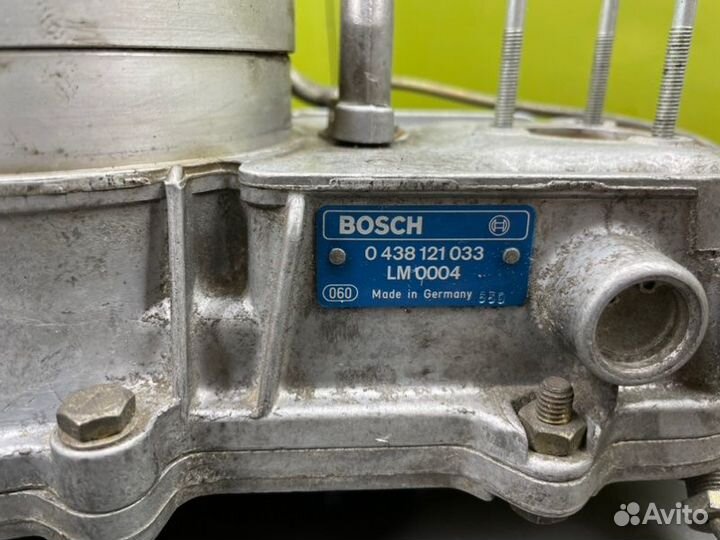 BOSCH
0 438 121 033
LM 0004
060 Made in Germany
Avito